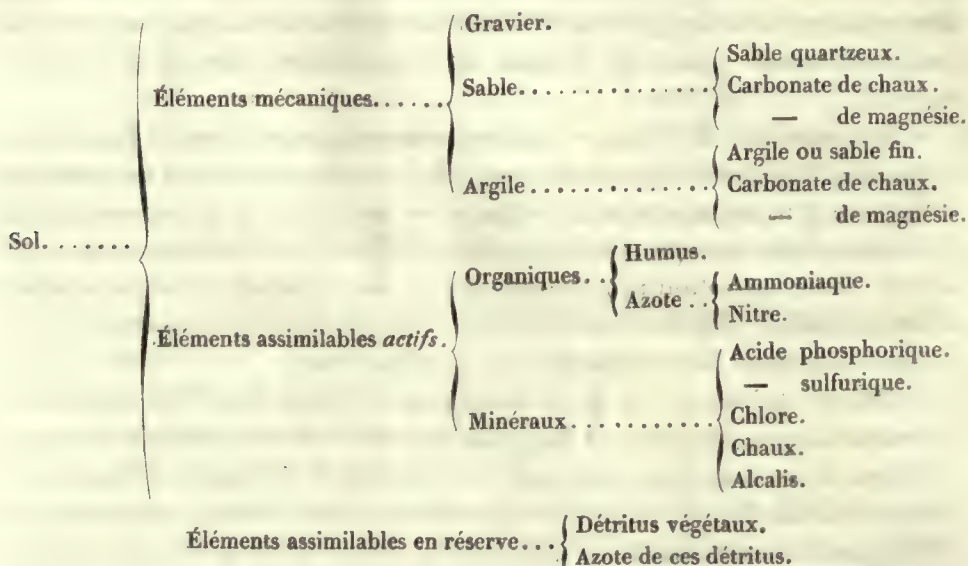 Gravier.
Sable quartzeux.
Éléments mécaniques...... Sable.............. Carbonate de chaux.
— de magnésie.
Argile ou sable fin.
Argile............ Carbonate de chaux.
— de magnésie.
Sol.......
Organiques.. Humus.
Azote.. Ammoniaque.
Nitre.
Éléments assimilables actifs.
Acide phosphorique.
— sulfurique.
Minéraux........... Chlore.
Chaux.
Alcalis.
Éléments assimilables en réserve... Détritus végétaux.
Azote de ces détritus.